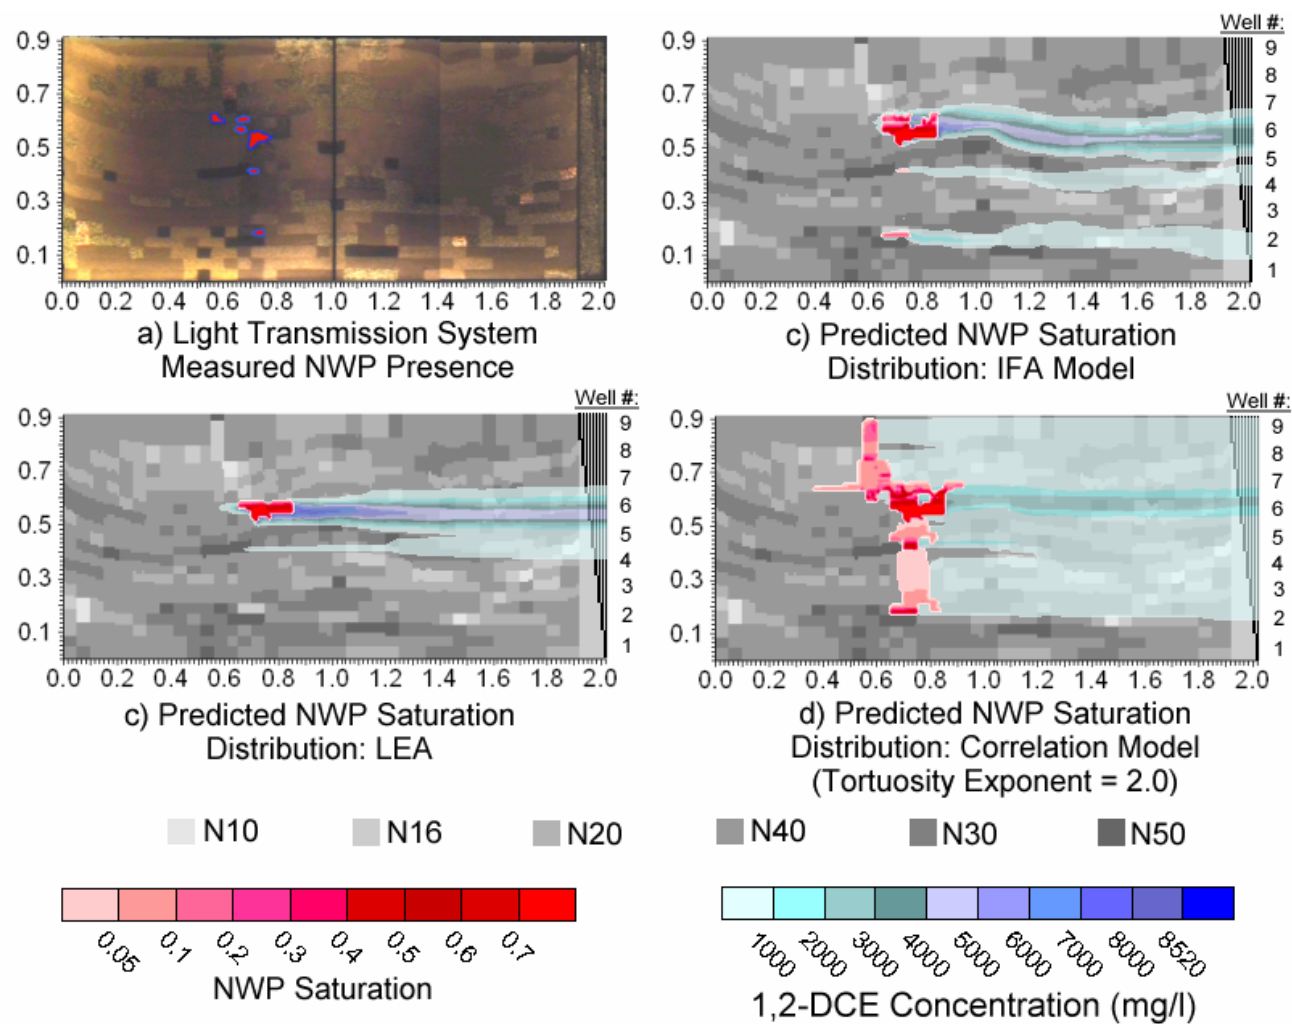 Well #:
0.9
0.7
0.5
0.3
0.1
0.0 0.2 0.4 0.6 0.8 1.0 1.2 1.4 1.6 1.8 2.0
a) Light Transmission System
Measured NWP Presence
0.9
0.7
0.5
0.3
0.1
0.0 0.2 0.4 0.6 0.8 1.0 1.2 1.4 1.6 1.8 2.0
9
8
7
6
5
4
3
2
1
c) Predicted NWP Saturation
Distribution: IFA Model
Well #:
0.9
0.7
0.5
0.3
0.1
0.0 0.2 0.4 0.6 0.8 1.0 1.2 1.4 1.6 1.8 2.0
9
8
7
6
5
4
3
2
1
c) Predicted NWP Saturation
Distribution: LEA
Well #:
0.9
0.7
0.5
0.3
0.1
0.0 0.2 0.4 0.6 0.8 1.0 1.2 1.4 1.6 1.8 2.0
9
8
7
6
5
4
3
2
1
d) Predicted NWP Saturation
Distribution: Correlation Model
(Tortuosity Exponent = 2.0)
N10 N16 N20 N40 N30 N50
0.05 0.1 0.2 0.3 0.4 0.5 0.6 0.7
NWP Saturation
1000 2000 3000 4000 5000 6000 7000 8000 8520
1,2-DCE Concentration (mg/l)